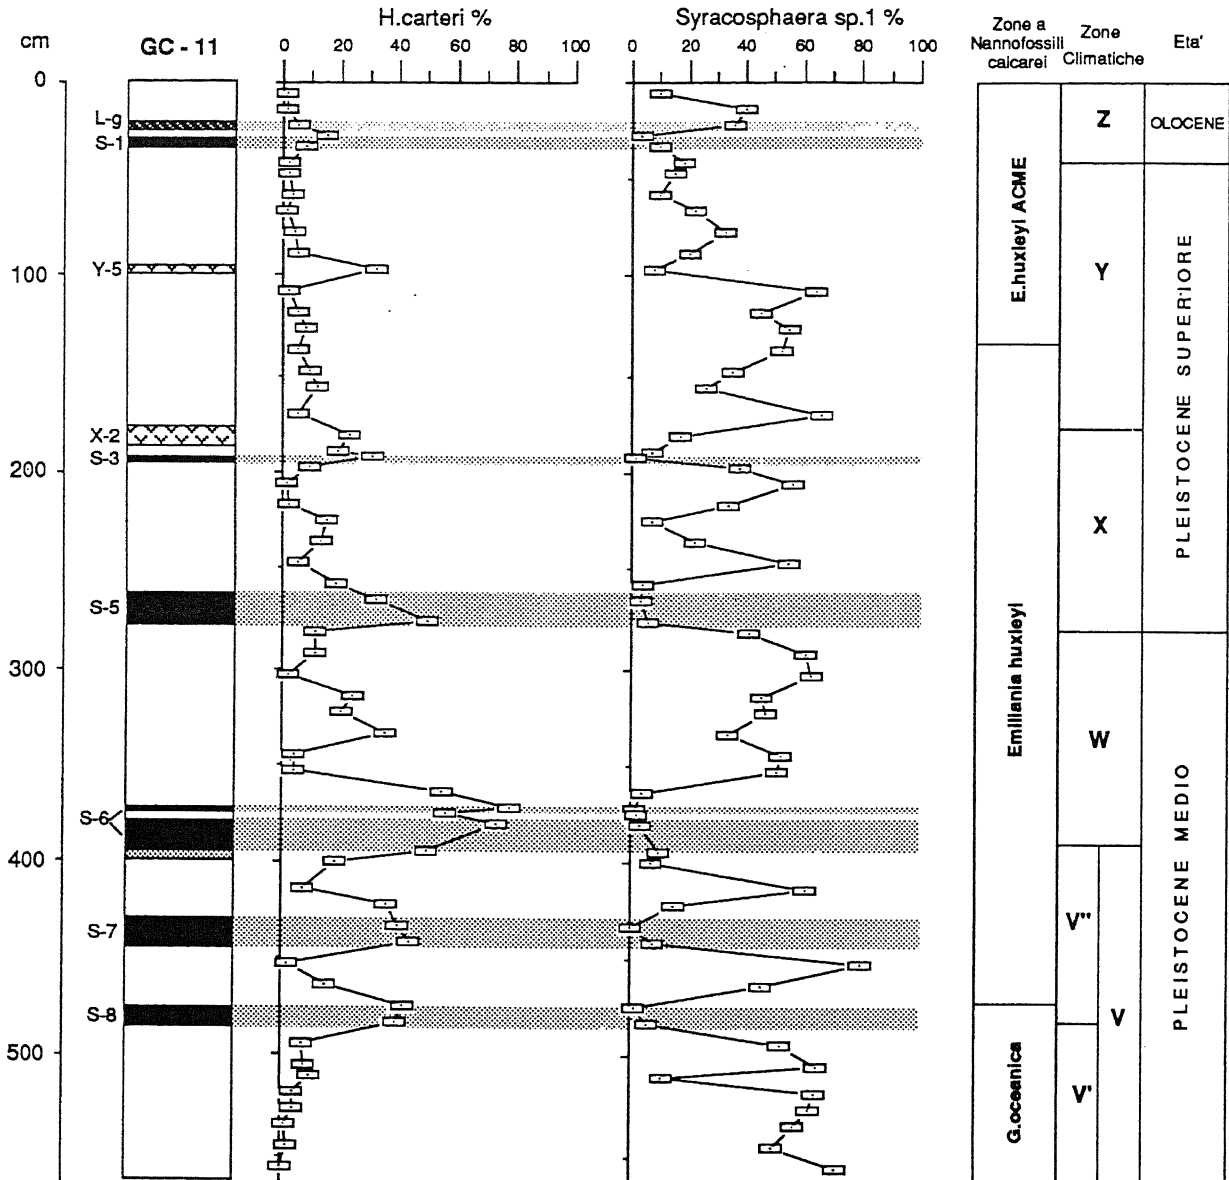 H.carteri %
Syracosphaera sp.1 %
cm
GC - 11
0 20 40 60 80 100
0 20 40 60 80 100
Zone a
Nannofossili
calcarei
Zone
Climatiche
Eta'
0
L-g
S-1
Y-5
100
X-2
S-3
200
S-5
300
S-6
400
S-7
S-8
500
E.huxleyi ACME
Emiliania huxleyi
G.oceanica
Z
Y
X
W
V"
V
V'
OLOCENE
PLEISTOCENE SUPERIORE
PLEISTOCENE MEDIO